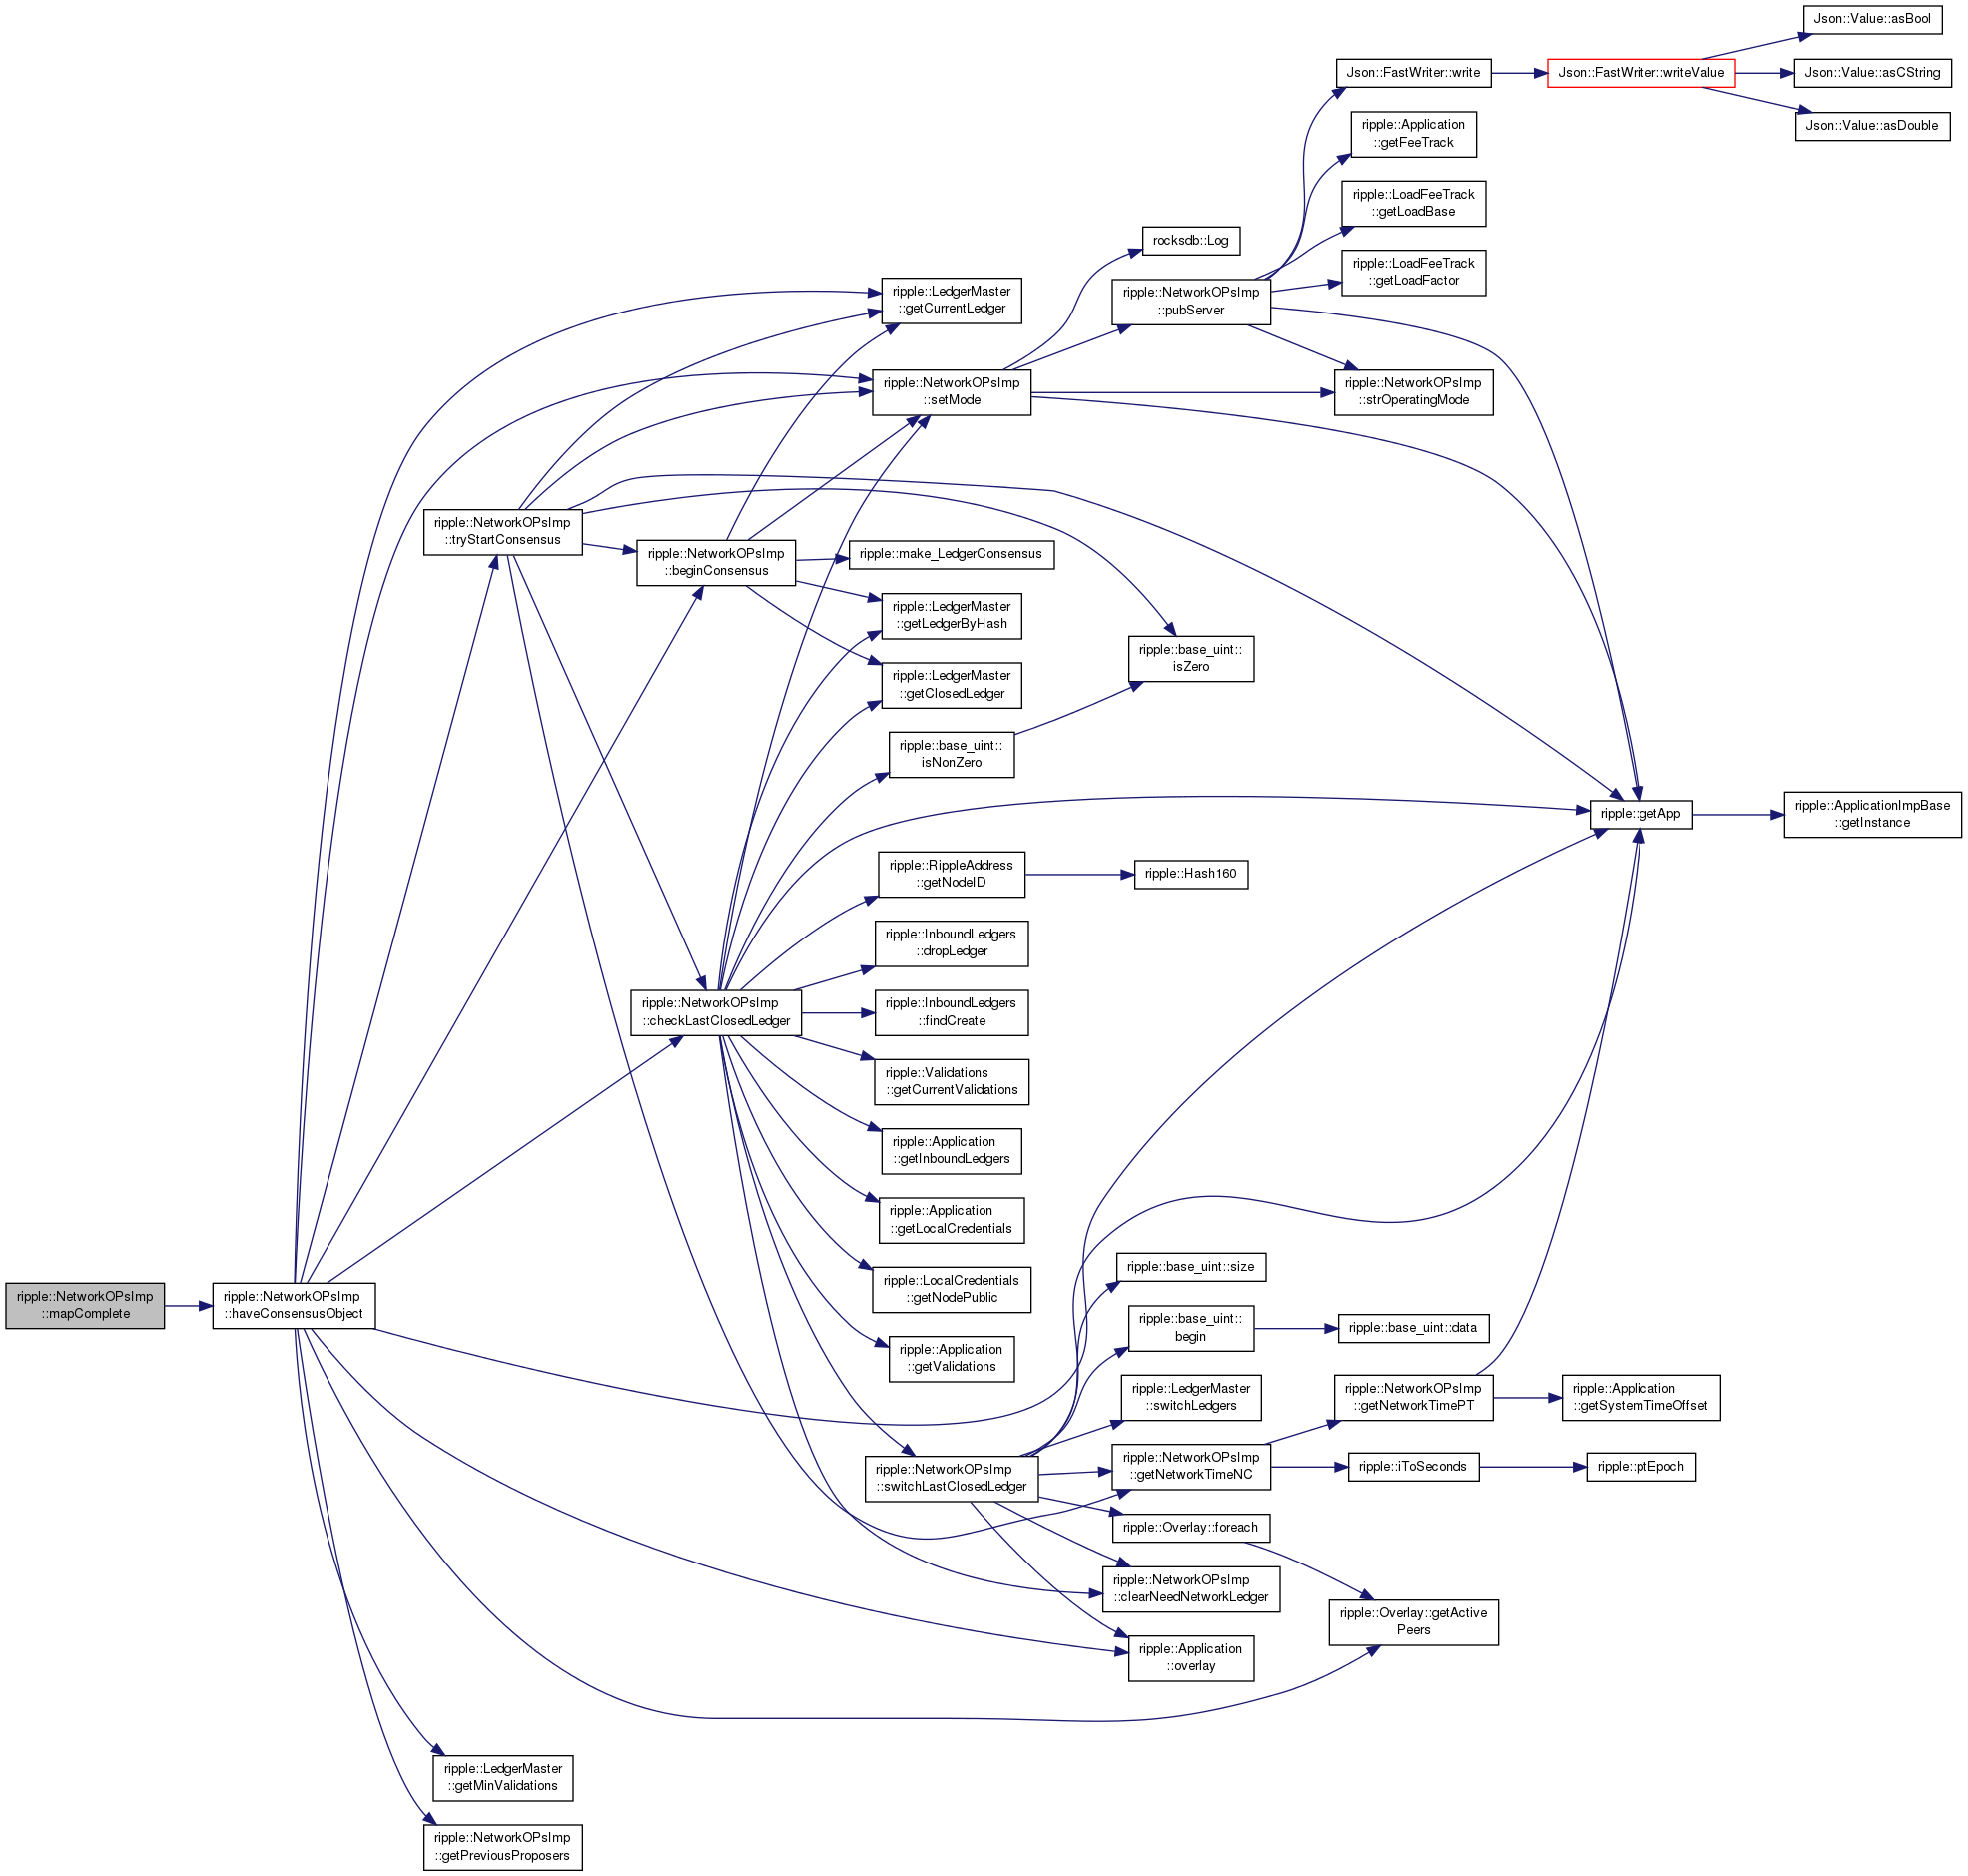 ripple::NetworkOPsImp
::mapComplete
ripple::NetworkOPsImp
::haveConsensusObject
ripple::NetworkOPsImp
::tryStartConsensus
ripple::LedgerMaster
::getMinValidations
ripple::NetworkOPsImp
::getPreviousProposers
ripple::NetworkOPsImp
::beginConsensus
ripple::NetworkOPsImp
::checkLastClosedLedger
ripple::LedgerMaster
::getCurrentLedger
ripple::NetworkOPsImp
::setMode
ripple::make_LedgerConsensus
ripple::LedgerMaster
::getLedgerByHash
ripple::LedgerMaster
::getClosedLedger
ripple::base_uint::
isNonZero
ripple::RippleAddress
::getNodeID
ripple::InboundLedgers
::dropLedger
ripple::InboundLedgers
::findCreate
ripple::Validations
::getCurrentValidations
ripple::Application
::getInboundLedgers
ripple::Application
::getLocalCredentials
ripple::LocalCredentials
::getNodePublic
ripple::Application
::getValidations
ripple::NetworkOPsImp
::switchLastClosedLedger
rocksdb::Log
ripple::NetworkOPsImp
::pubServer
ripple::base_uint::
isZero
ripple::Hash160
ripple::base_uint::size
ripple::base_uint::
begin
ripple::LedgerMaster
::switchLedgers
ripple::NetworkOPsImp
::getNetworkTimeNC
ripple::Overlay::foreach
ripple::NetworkOPsImp
::clearNeedNetworkLedger
ripple::Application
::overlay
Json::FastWriter::write
ripple::Application
::getFeeTrack
ripple::LoadFeeTrack
::getLoadBase
ripple::LoadFeeTrack
::getLoadFactor
ripple::NetworkOPsImp
::strOperatingMode
ripple::base_uint::data
ripple::NetworkOPsImp
::getNetworkTimePT
ripple::iToSeconds
ripple::Overlay::getActive
Peers
Json::FastWriter::writeValue
ripple::getApp
ripple::Application
::getSystemTimeOffset
ripple::ptEpoch
Json::Value::asBool
Json::Value::asCString
Json::Value::asDouble
ripple::ApplicationImpBase
::getInstance